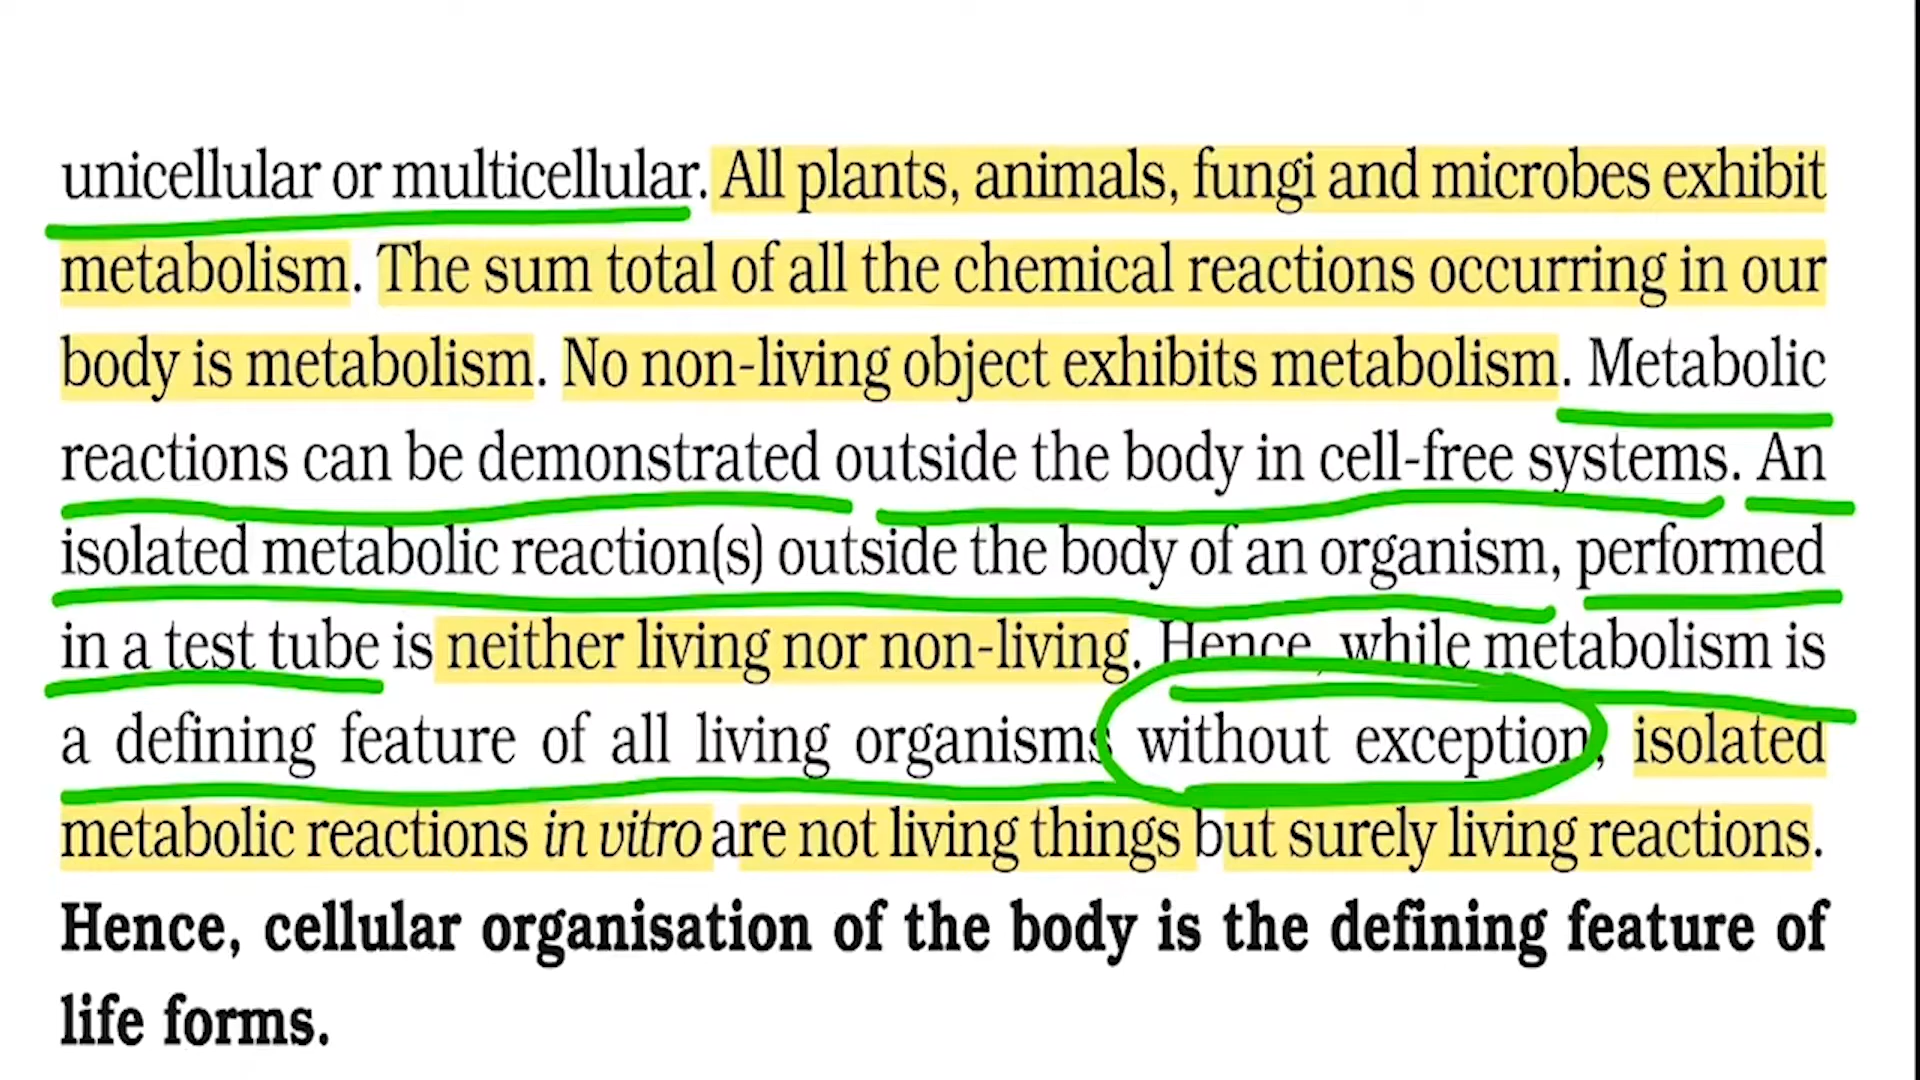 unicellular or multicellular. All plants, animals, fungi and microbes exhibit
metabolism. The sum total of all the chemical reactions occurring in our
body is metabolism. No non-living object exhibits metabolism. Metabolic
reactions can be demonstrated outside the body in cell-free systems. An
isolated metabolic reaction(s) outside the body of an organism, performed
in a test tube is neither living nor non-living. Hence, while metabolism is
a defining feature of all living organisms without exception, isolated
metabolic reactions in vitro are not living things but surely living reactions.
Hence, cellular organisation of the body is the defining feature of
life forms.